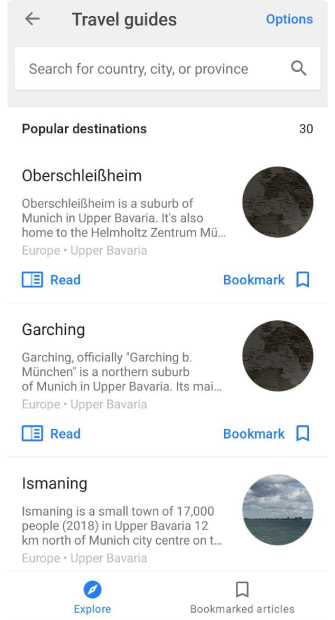 Travel guides
Options
Search for country, city, or province
Popular destinations
30
Oberschleißheim
Oberschleißheim is a suburb of
Munich in Upper Bavaria. It's also
home to the Helmholtz Zentrum Mü...
Europe • Upper Bavaria
Read
Bookmark
Garching
Garching, officially "Garching b.
München" is a northern suburb
of Munich in Upper Bavaria. Its mai...
Europe • Upper Bavaria
Read
Bookmark
Ismaning
Ismaning is a small town of 17,000
people (2018) in Upper Bavaria 12
km north of Munich city centre on t...
Europe • Upper Bavaria
Explore
Bookmarked articles